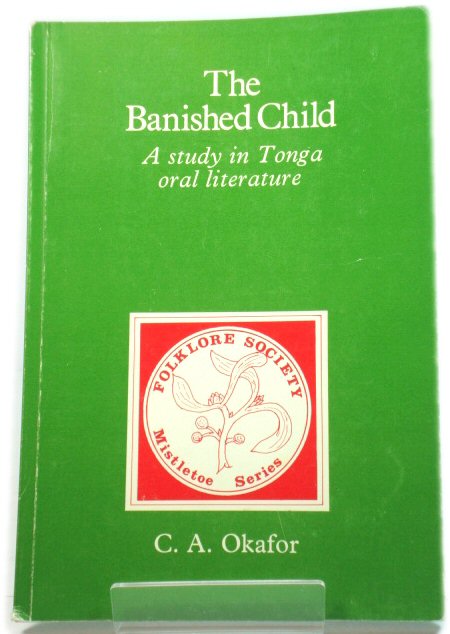 The
Banished Child
A study in Tonga
oral literature
FOLKLORE SOCIETY
Mistletoe Series
C. A. Okafor